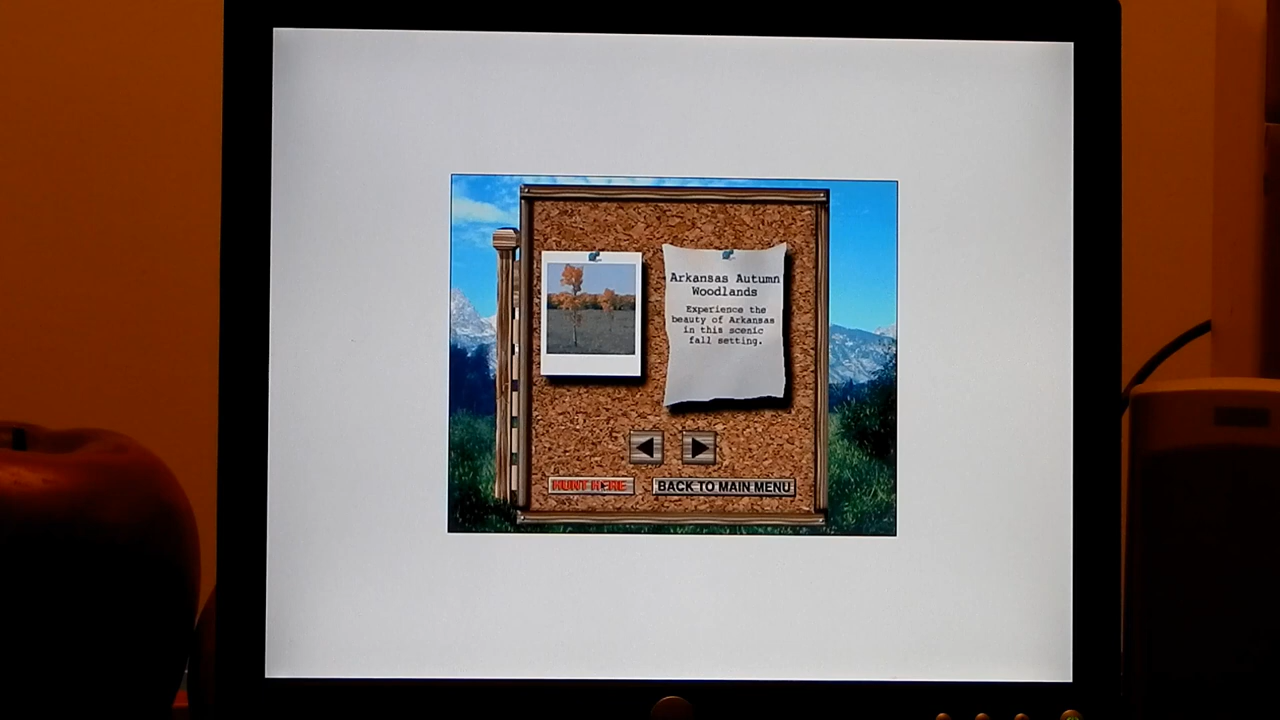 Arkansas Autumn
Woodlands
Experience the
beauty of Arkansas
in this scenic
fall setting.
HUNT HERE
BACK TO MAIN MENU